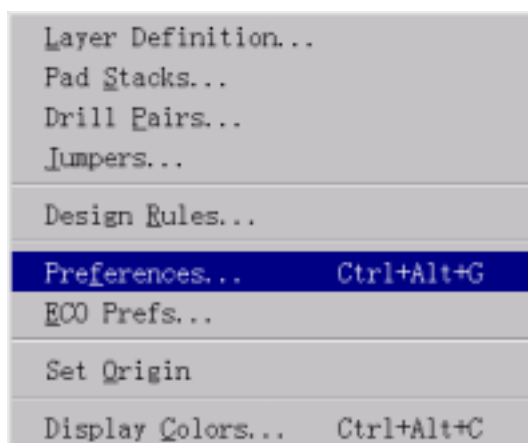 Layer Definition...
Pad Stacks...
Drill Pairs...
Jumpers...
Design Rules...
Preferences... Ctrl+Alt+G
ECO Prefs...
Set Origin
Display Colors... Ctrl+Alt+C